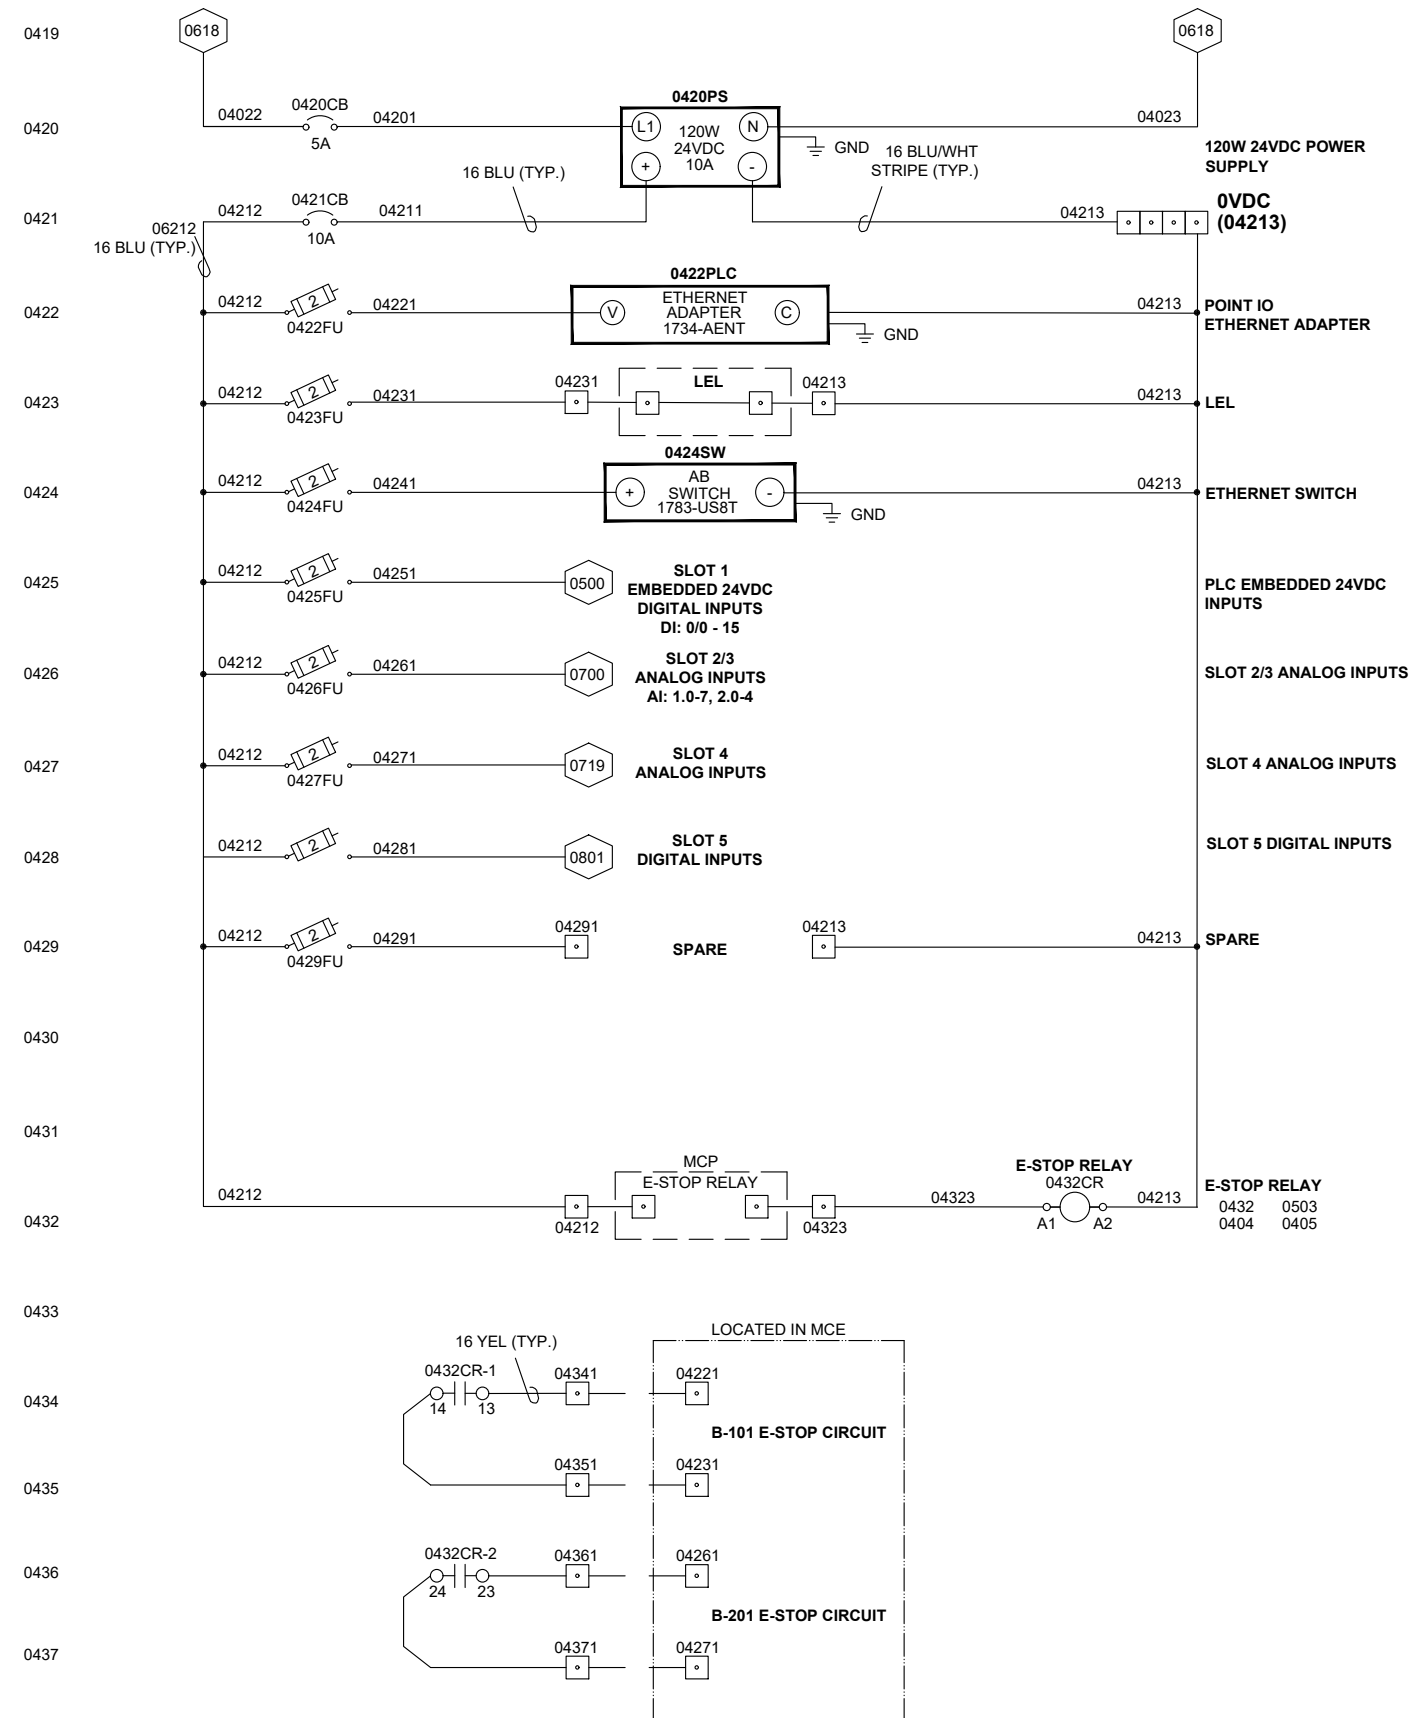 0419
0618
0618
0420
04022
0420CB
5A
04201
0420PS
L1
120W
24VDC
10A
N
+
-
GND
04023
120W 24VDC POWER
SUPPLY
16 BLU (TYP.)
16 BLU/WHT
STRIPE (TYP.)
0421
04212
0421CB
10A
04211
04213
0VDC
(04213)
06212
16 BLU (TYP.)
0422
04212
2
0422FU
04221
0422PLC
V
ETHERNET
ADAPTER
1734-AENT
C
GND
04213
POINT IO
ETHERNET ADAPTER
0423
04212
2
0423FU
04231
04231
LEL
04213
04213
LEL
0424
04212
2
0424FU
04241
0424SW
+
AB
SWITCH
1783-US8T
-
GND
04213
ETHERNET SWITCH
0425
04212
2
0425FU
04251
0500
SLOT 1
EMBEDDED 24VDC
DIGITAL INPUTS
DI: 0/0 - 15
PLC EMBEDDED 24VDC
INPUTS
0426
04212
2
0426FU
04261
0700
SLOT 2/3
ANALOG INPUTS
AI: 1.0-7, 2.0-4
SLOT 2/3 ANALOG INPUTS
0427
04212
2
0427FU
04271
0719
SLOT 4
ANALOG INPUTS
SLOT 4 ANALOG INPUTS
0428
04212
2
04281
0801
SLOT 5
DIGITAL INPUTS
SLOT 5 DIGITAL INPUTS
0429
04212
2
0429FU
04291
04291
SPARE
04213
04213
SPARE
0430
0431
0432
04212
04212
MCP
E-STOP RELAY
04323
04323
E-STOP RELAY
0432CR
A1
A2
04213
E-STOP RELAY
0432 0503
0404 0405
0433
16 YEL (TYP.)
LOCATED IN MCE
0434
0432CR-1
14
13
04341
04221
B-101 E-STOP CIRCUIT
0435
04351
04231
0436
0432CR-2
24
23
04361
04261
B-201 E-STOP CIRCUIT
0437
04371
04271